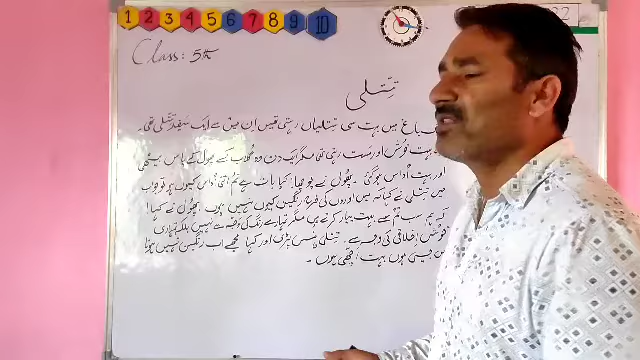 1 2 3 4 5 6 7 8 9 10
Class: 5th
تتلی
باغ میں بہت سی تتلیاں رہتی تھیں ان میں سے ایک سفید تتلی تھی۔
بہت خوش اور مست رہتی تھی مگر ایک دن وہ گلاب کے پھول کے پاس بیٹھی
اور بہت اُداس ہو گئی۔ پھول نے پوچھا! کیا بات ہے تم اتنی اُداس کیوں ہو تو جواب
میں تتلی نے کہا کہ میں اوروں کی طرح رنگین کیوں نہیں ہوں۔ پھول نے کہا!
کہ ہم سب تم سے بہت پیار کرتے ہیں مگر تمہارے رنگ کی وجہ سے نہیں بلکہ تمہاری
خوش اخلاقی کی وجہ سے۔ تتلی ہنس پڑی اور کہا مجھے اب رنگین نہیں ہونا
میں جیسی ہوں بہت اچھی ہوں۔